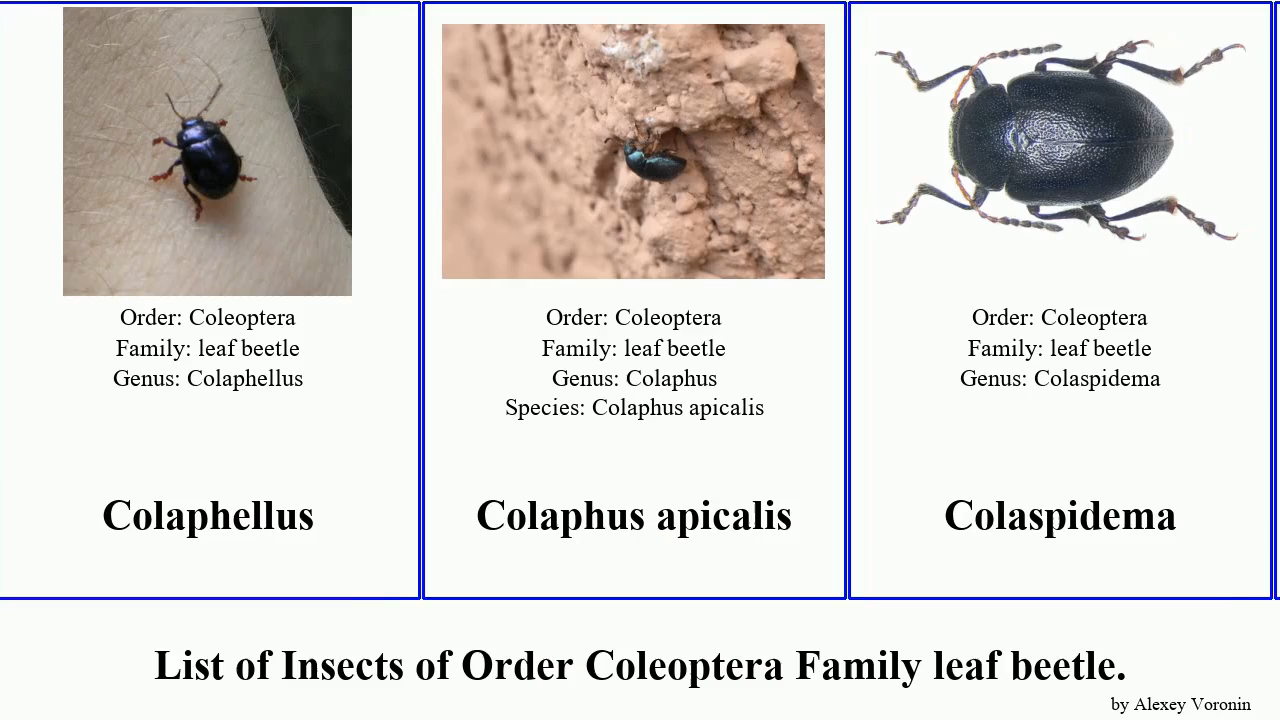 Order: Coleoptera
Family: leaf beetle
Genus: Colaphellus
Colaphellus
Order: Coleoptera
Family: leaf beetle
Genus: Colaphus
Species: Colaphus apicalis
Colaphus apicalis
Order: Coleoptera
Family: leaf beetle
Genus: Colaspidema
Colaspidema
List of Insects of Order Coleoptera Family leaf beetle.
by Alexey Voronin